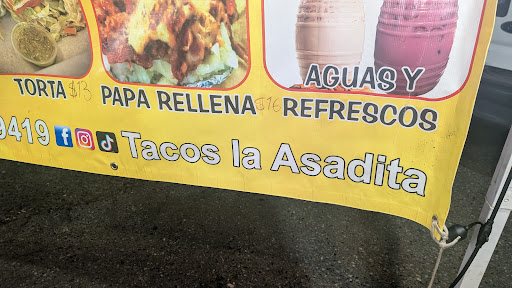 TORTA $13 PAPA RELLENA $16 AGUAS Y
REFRESCOS
9419 Tacos la Asadita